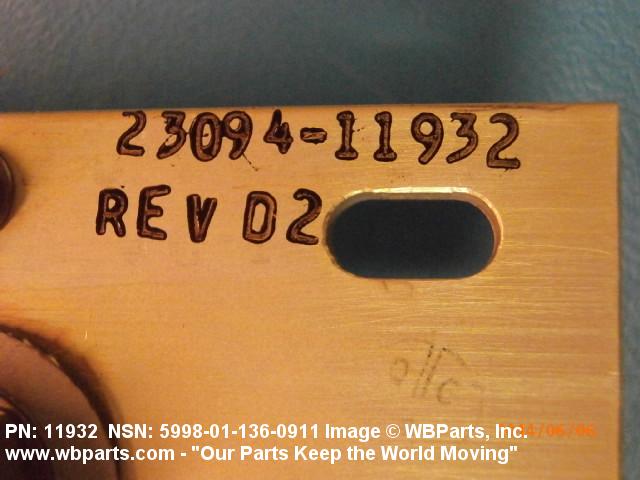 23094-11932
REV D2
PN: 11932 NSN: 5998-01-136-0911 Image © WBParts, Inc.
www.wbparts.com - "Our Parts Keep the World Moving"